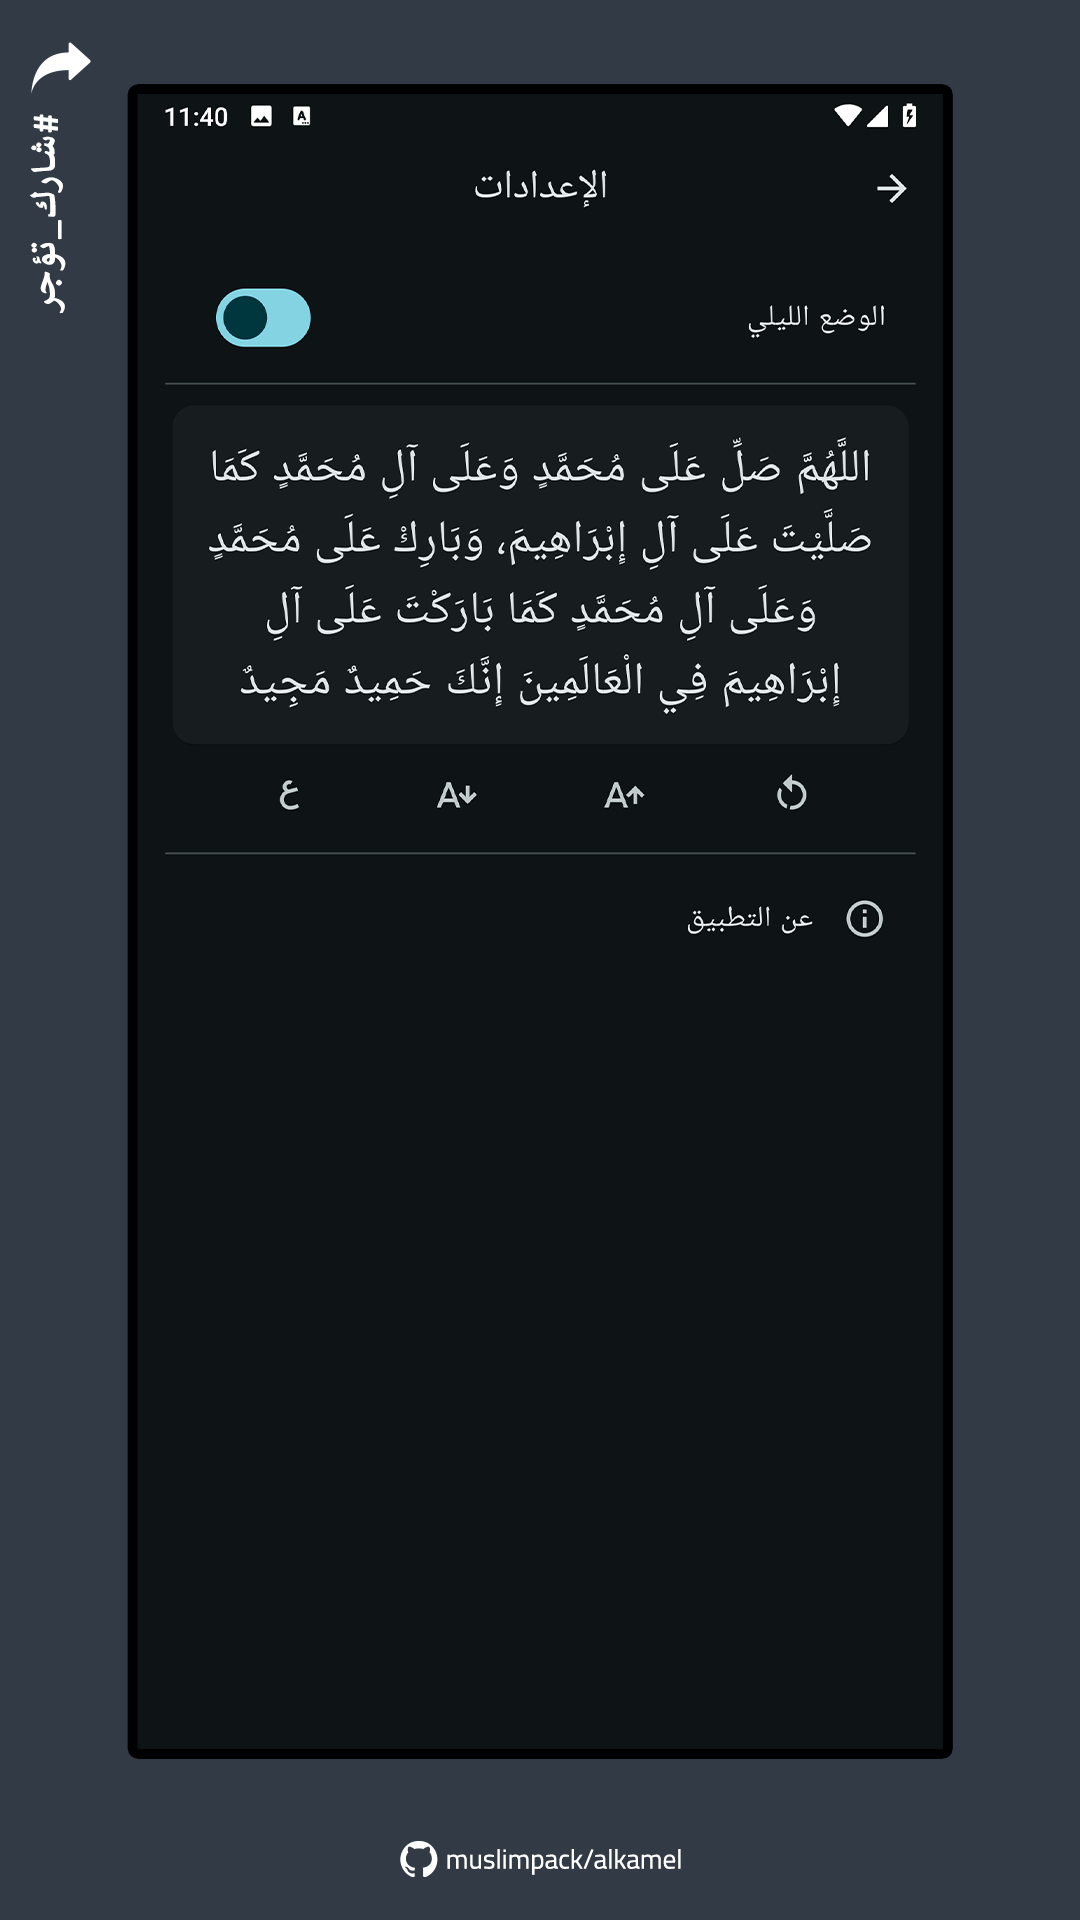 #شارك_تؤجر
11:40
الإعدادات
الوضع الليلي
اللَّهُمَّ صَلِّ عَلَى مُحَمَّدٍ وَعَلَى آلِ مُحَمَّدٍ كَمَا
صَلَّيْتَ عَلَى آلِ إِبْرَاهِيمَ، وَبَارِكْ عَلَى مُحَمَّدٍ
وَعَلَى آلِ مُحَمَّدٍ كَمَا بَارَكْتَ عَلَى آلِ
إِبْرَاهِيمَ فِي الْعَالَمِينَ إِنَّكَ حَمِيدٌ مَجِيدٌ
A A ع
عن التطبيق
muslimpack/alkamel